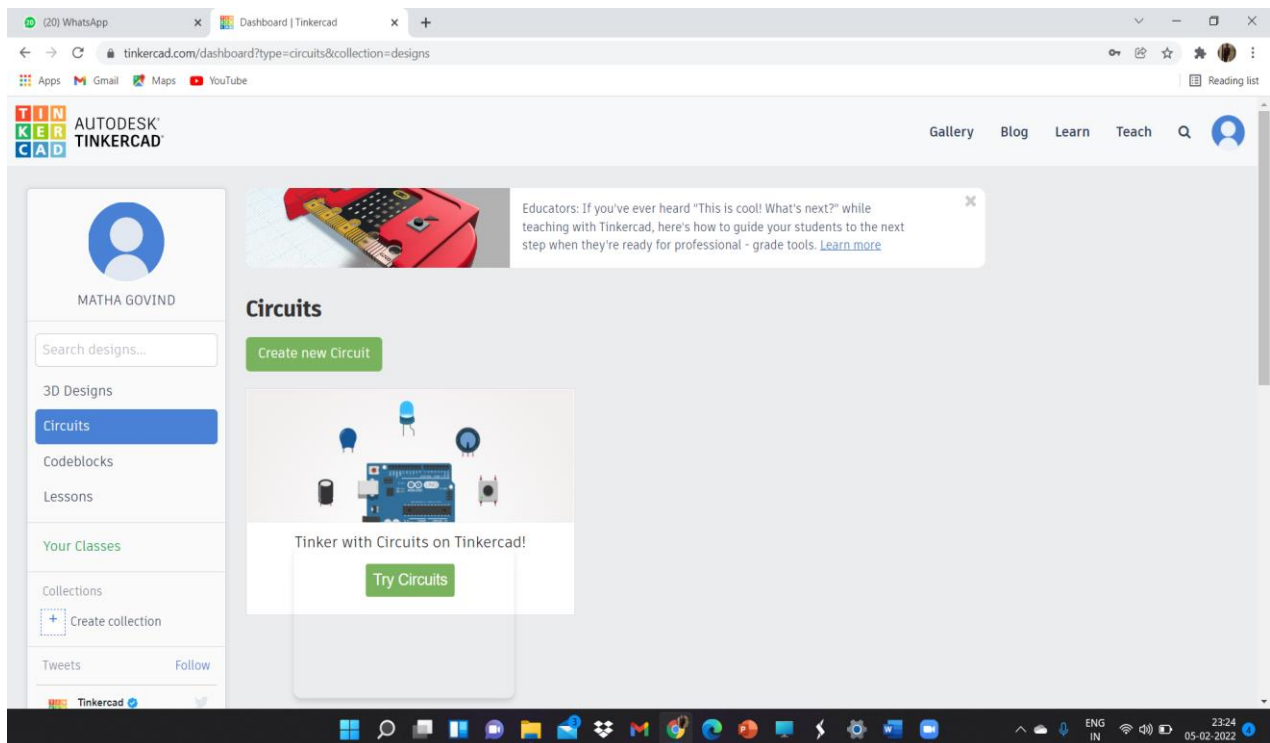 (20) WhatsApp
Dashboard | Tinkercad
tinkercad.com/dashboard?type=circuits&collection=designs
Apps
Gmail
Maps
YouTube
Reading list
TIN
KER
CAD
AUTODESK®
TINKERCAD®
Gallery
Blog
Learn
Teach
Educators: If you've ever heard "This is cool! What's next?" while
teaching with Tinkercad, here's how to guide your students to the next
step when they're ready for professional - grade tools. Learn more
MATHA GOVIND
Search designs...
3D Designs
Circuits
Codeblocks
Lessons
Your Classes
Collections
+ Create collection
Tweets
Follow
Tinkercad
Circuits
Create new Circuit
Tinker with Circuits on Tinkercad!
Try Circuits
ENG
IN
23:24
05-02-2022